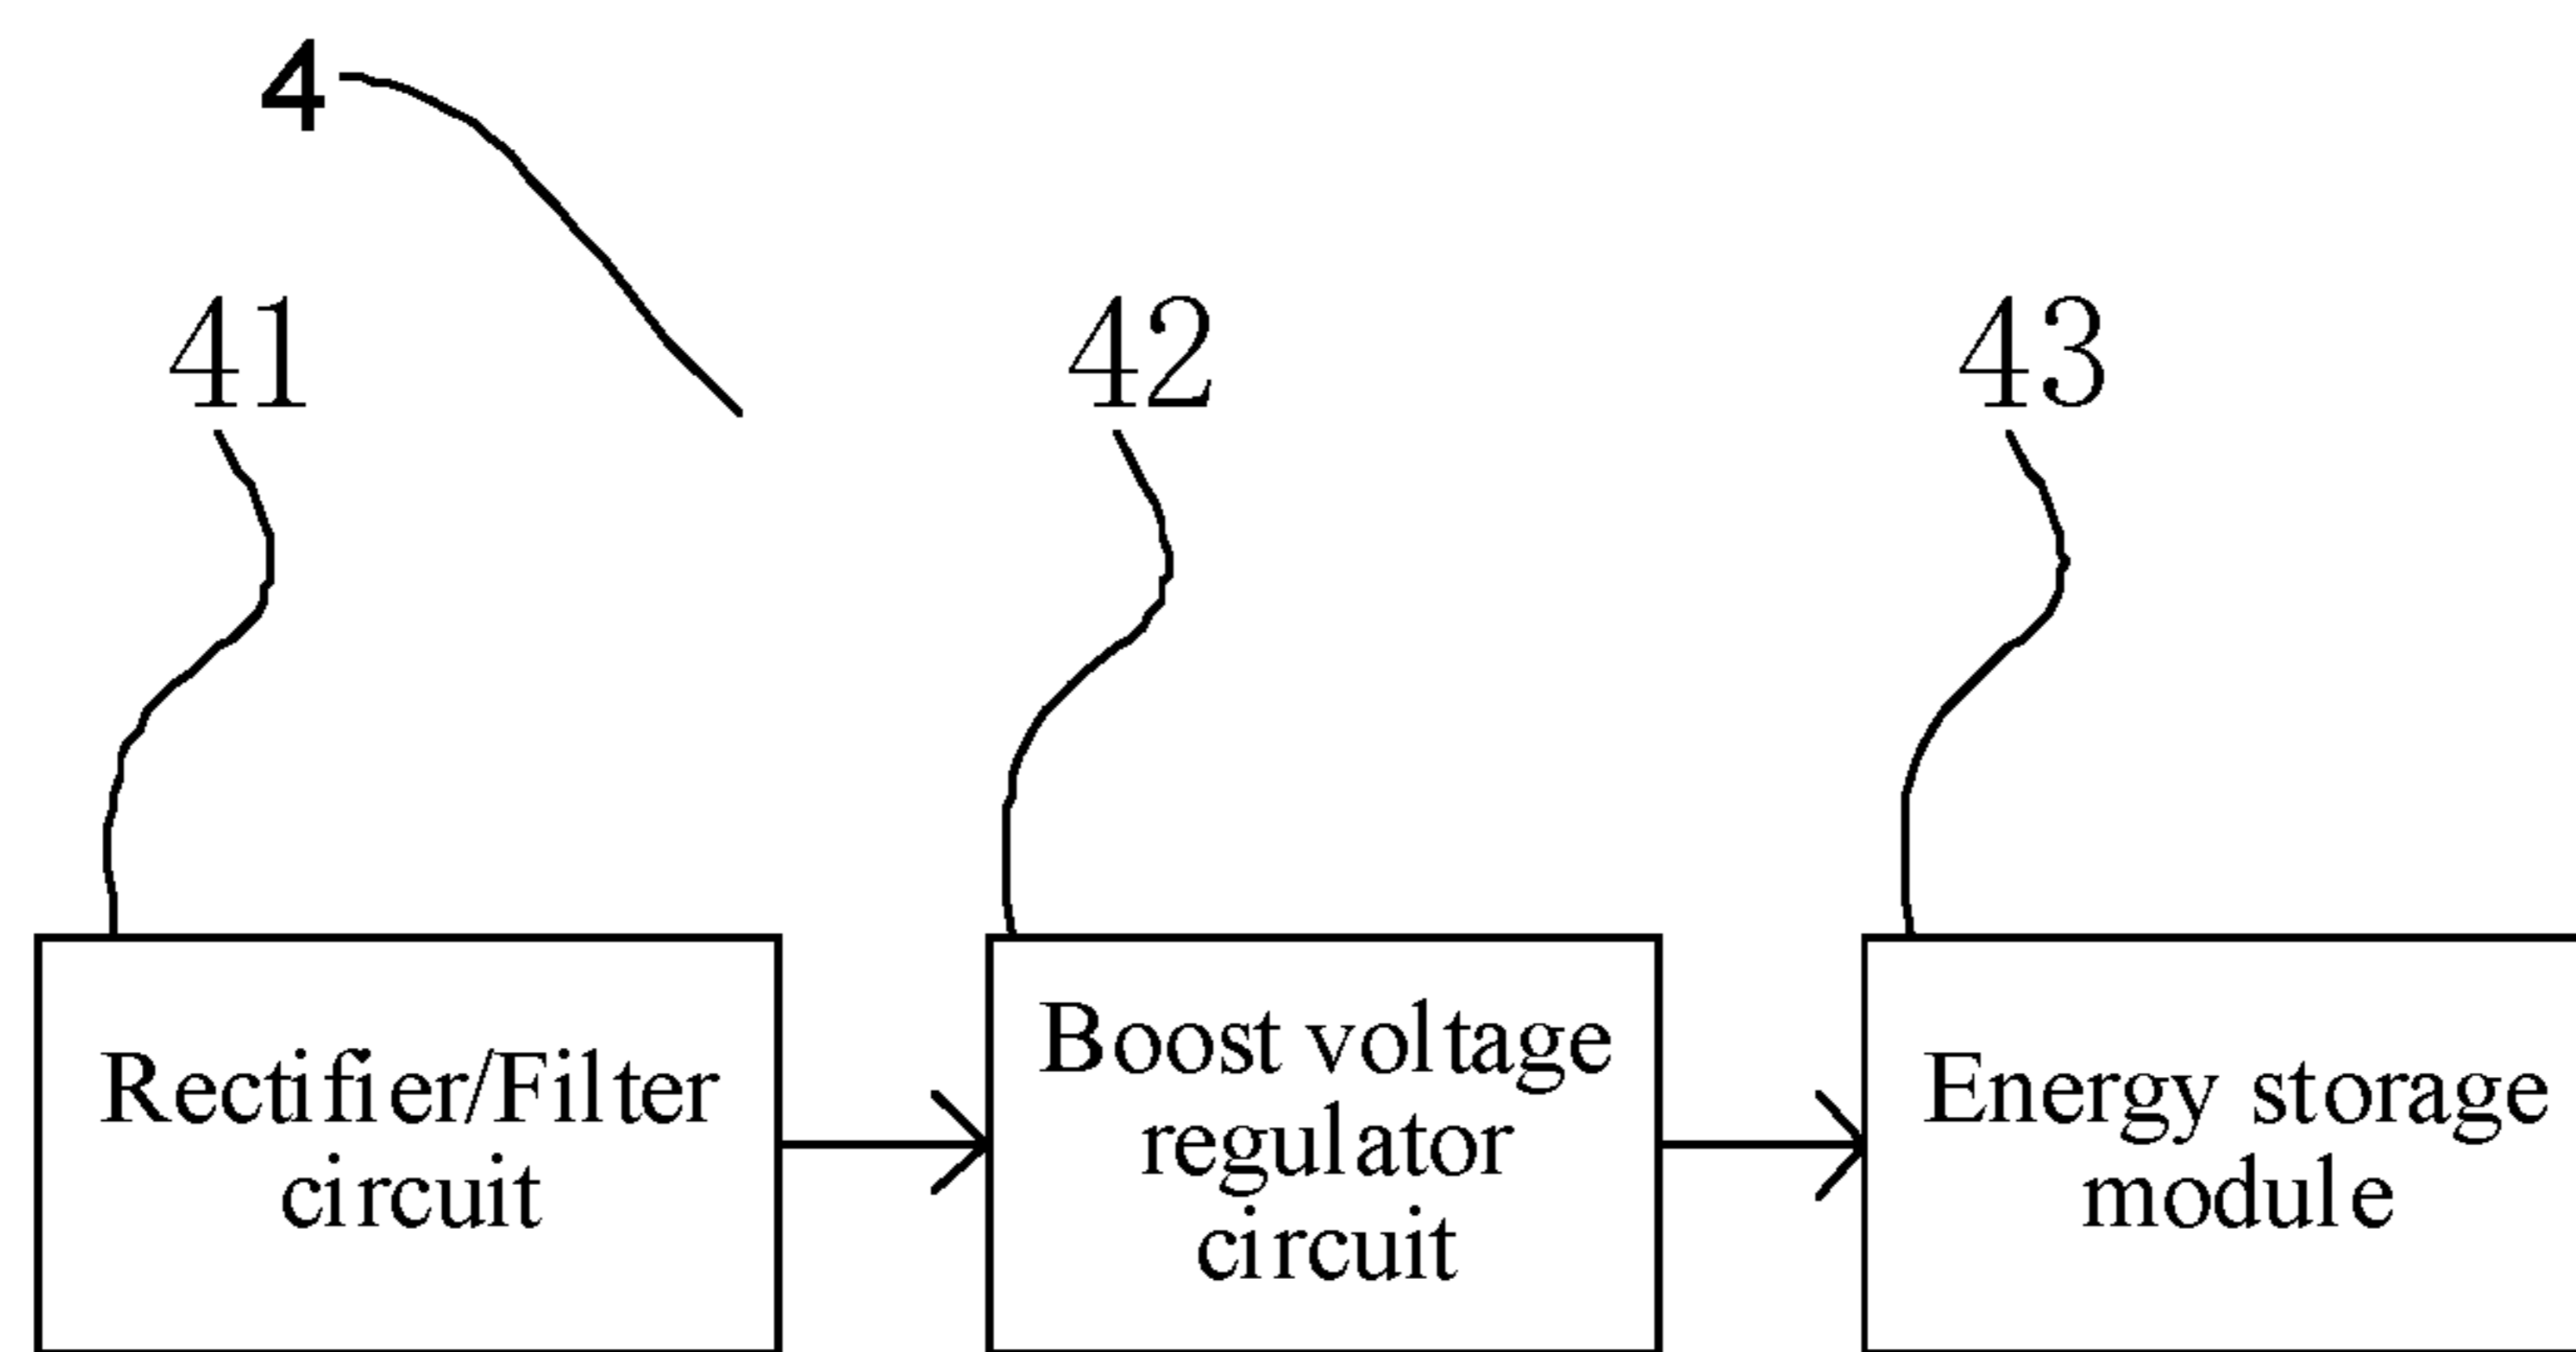 4
41
42
43
Rectifier/Filter
circuit
Boost voltage
regulator
circuit
Energy storage
module